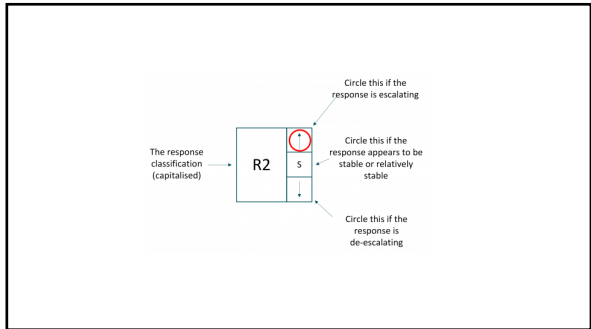 Circle this if the
response is escalating
The response
classification
(capitalised)
R2
S
Circle this if the
response appears to be
stable or relatively
stable
Circle this if the
response is
de-escalating